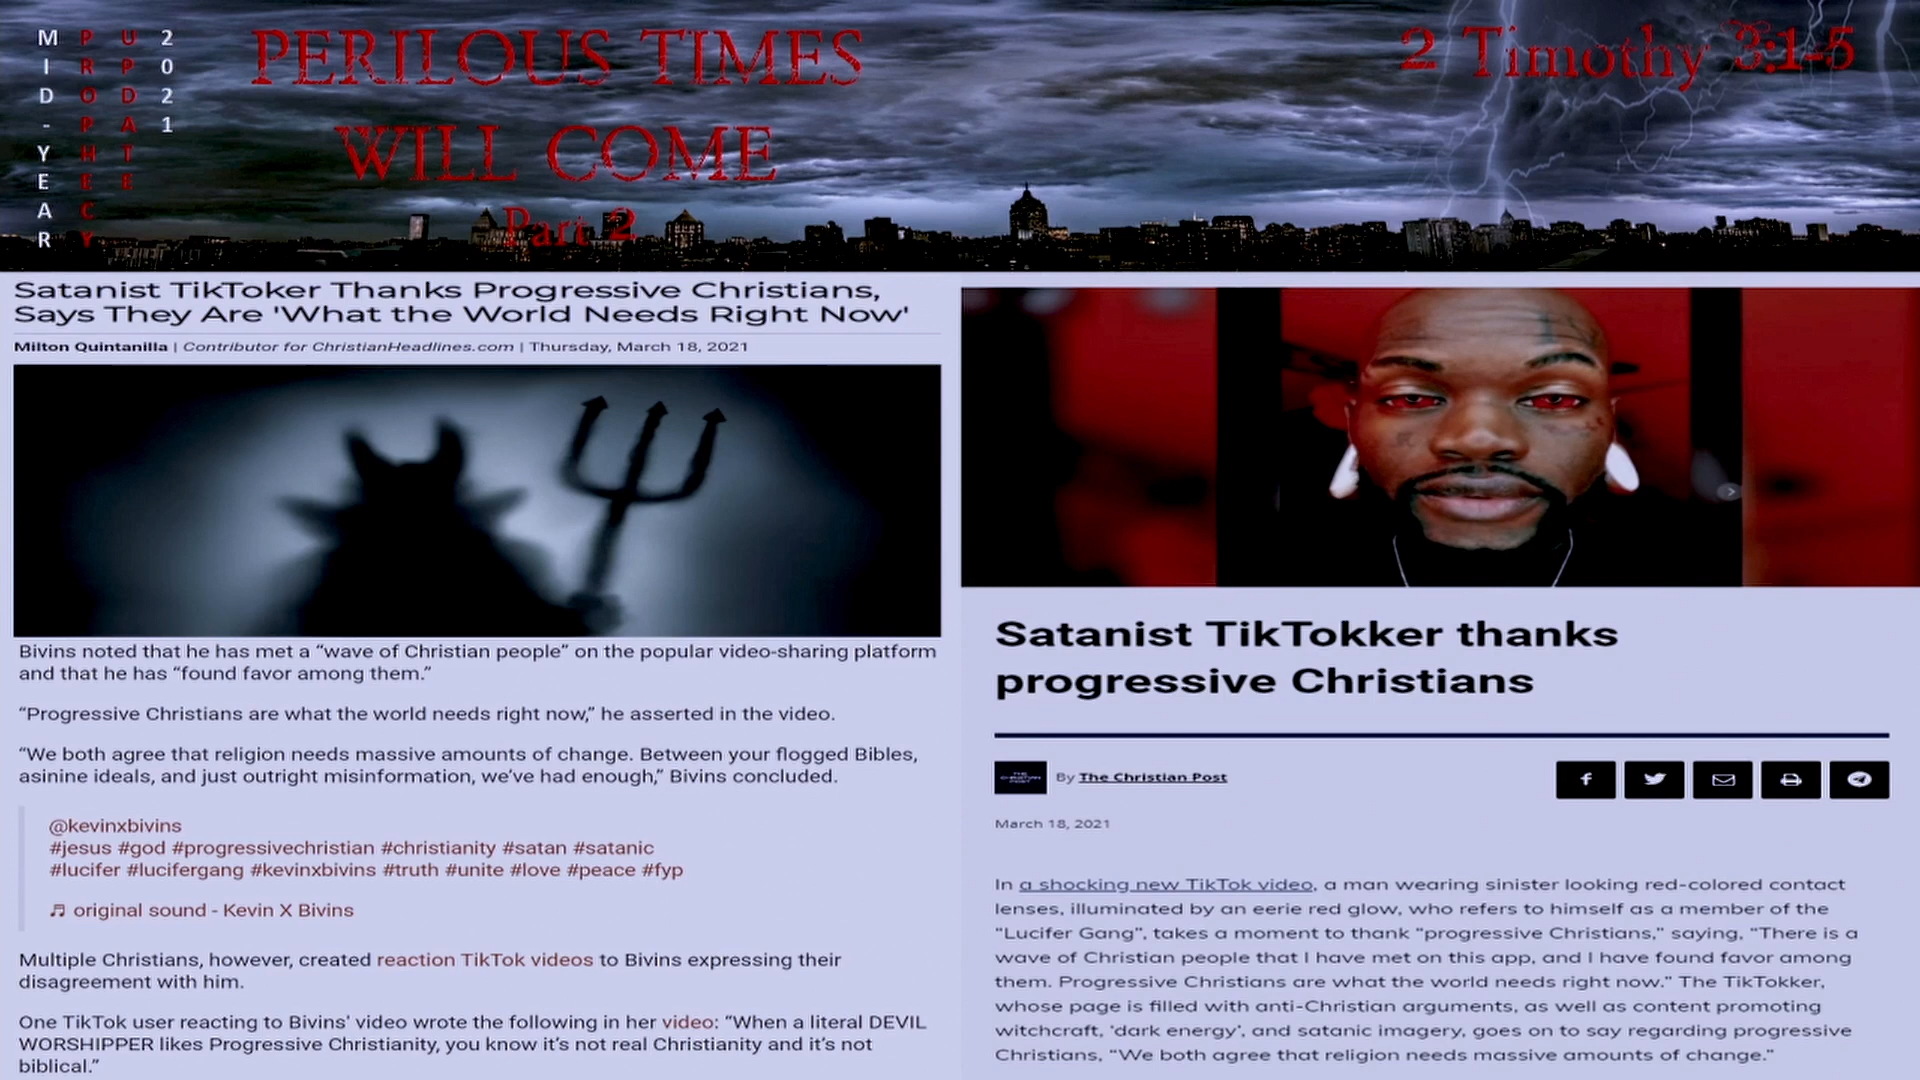 MID-YEAR
PROPHECY
UPDATE
2021
PERILOUS TIMES
WILL COME
Part 2
2 Timothy 3:1-5
Satanist TikToker Thanks Progressive Christians,
Says They Are 'What the World Needs Right Now'
Milton Quintanilla | Contributor for ChristianHeadlines.com | Thursday, March 18, 2021
Bivins noted that he has met a “wave of Christian people” on the popular video-sharing platform
and that he has “found favor among them.”
“Progressive Christians are what the world needs right now,” he asserted in the video.
“We both agree that religion needs massive amounts of change. Between your flogged Bibles,
asinine ideals, and just outright misinformation, we’ve had enough,” Bivins concluded.
@kevinxbivins
#jesus #god #progressivechristian #christianity #satan #satanic
#lucifer #lucifergang #kevinxbivins #truth #unite #love #peace #fyp
♬ original sound - Kevin X Bivins
Multiple Christians, however, created reaction TikTok videos to Bivins expressing their
disagreement with him.
One TikTok user reacting to Bivins’ video wrote the following in her video: “When a literal DEVIL
WORSHIPPER likes Progressive Christianity, you know it’s not real Christianity and it’s not
biblical.”
Satanist TikTokker thanks
progressive Christians
THE CHRISTIAN POST
By The Christian Post
March 18, 2021
In a shocking new TikTok video, a man wearing sinister looking red-colored contact
lenses, illuminated by an eerie red glow, who refers to himself as a member of the
“Lucifer Gang”, takes a moment to thank “progressive Christians,” saying, “There is a
wave of Christian people that I have met on this app, and I have found favor among
them. Progressive Christians are what the world needs right now.” The TikTokker,
whose page is filled with anti-Christian arguments, as well as content promoting
witchcraft, ‘dark energy’, and satanic imagery, goes on to say regarding progressive
Christians, “We both agree that religion needs massive amounts of change.”